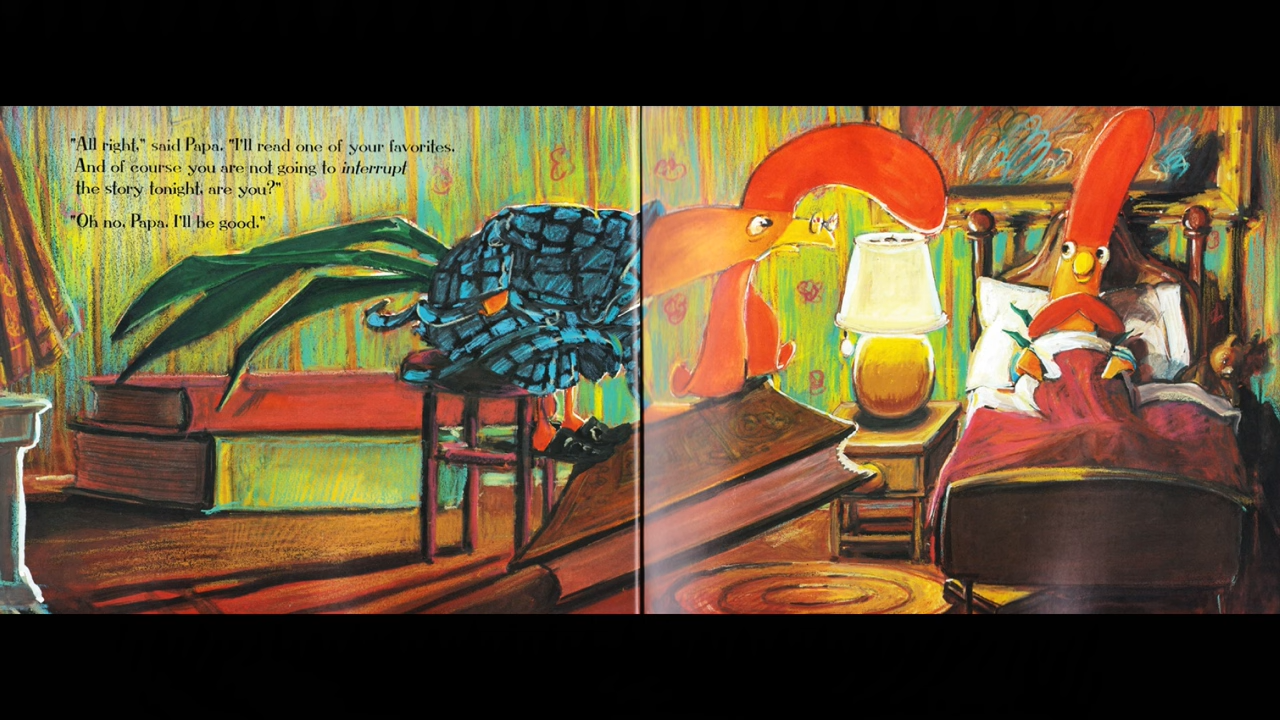 "All right," said Papa. "I'll read one of your favorites.
And of course you are not going to interrupt
the story tonight, are you?"
"Oh no, Papa. I'll be good."